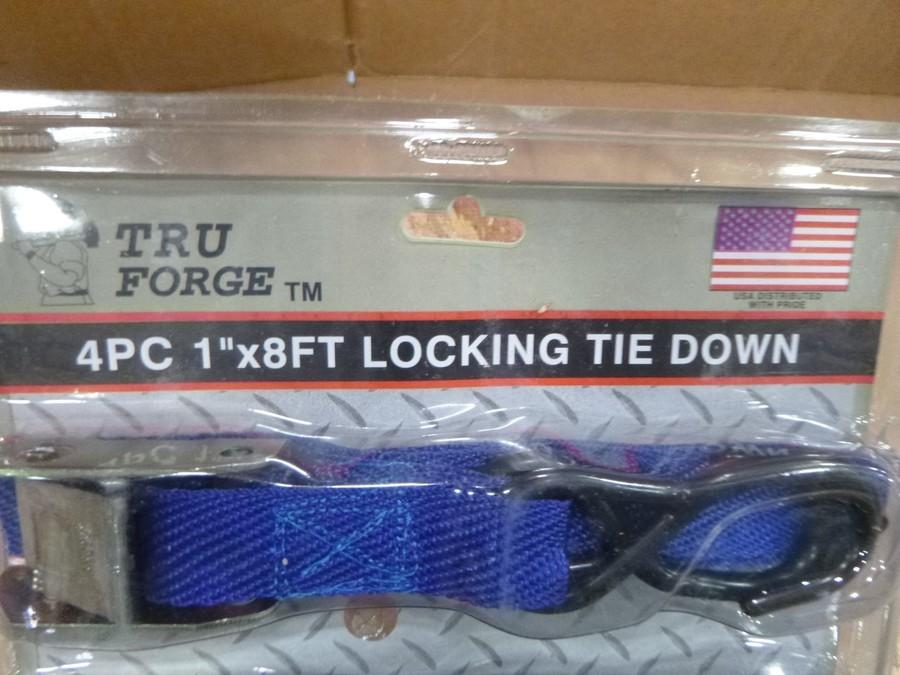 TRU
FORGE TM
USA DISTRIBUTED
WITH PRIDE
4PC 1"x8FT LOCKING TIE DOWN